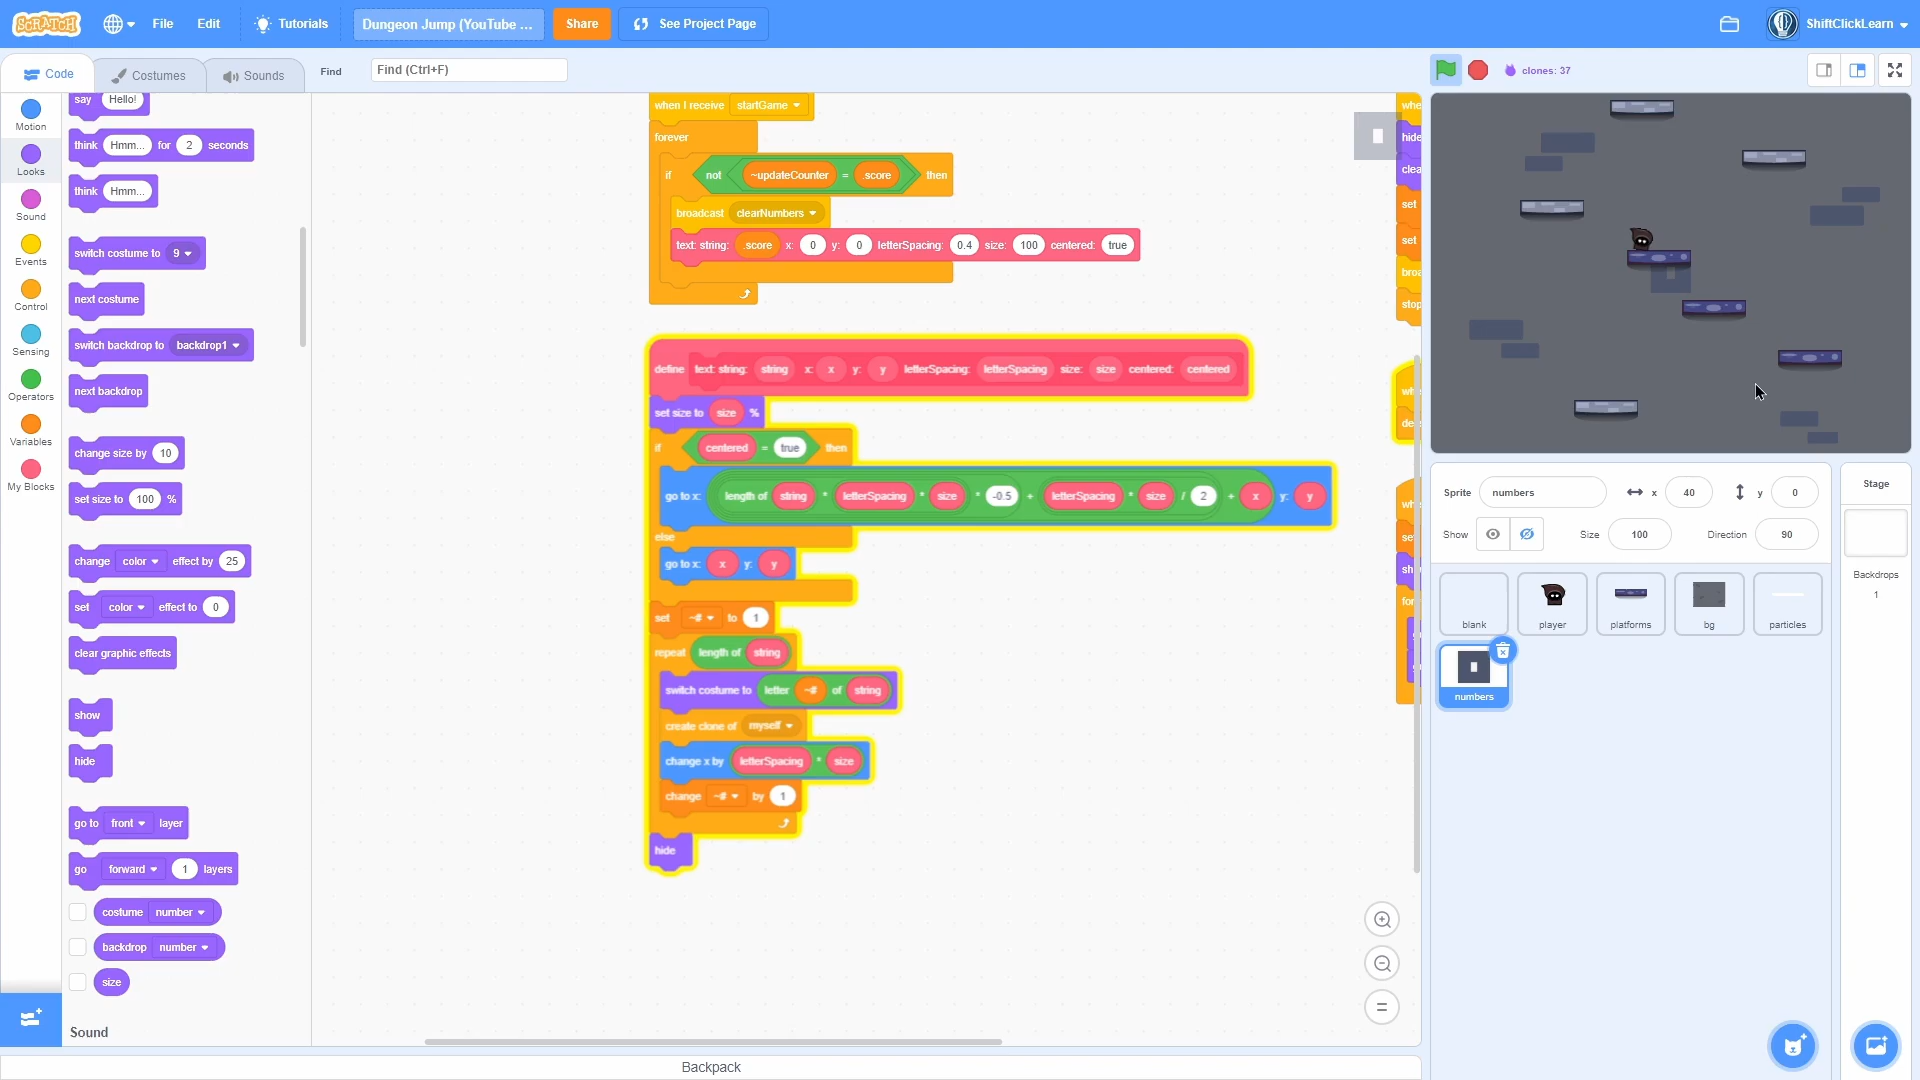 SCRATCH File Edit Tutorials Dungeon Jump (YouTube ... Share See Project Page ShiftClickLearn
Code Costumes Sounds Find Find (Ctrl+F) clones: 37
Motion
Looks
Sound
Events
Control
Sensing
Operators
Variables
My Blocks
say Hello!
think Hmm... for 2 seconds
think Hmm...
switch costume to 9
next costume
switch backdrop to backdrop1
next backdrop
change size by 10
set size to 100 %
change color effect by 25
set color effect to 0
clear graphic effects
show
hide
go to front layer
go forward 1 layers
costume number
backdrop number
size
Sound
when I receive startGame
forever
if not ~updateCounter = .score then
broadcast clearNumbers
text: string: .score x: 0 y: 0 letterSpacing: 0.4 size: 100 centered: true
define text: string: string x: x y: y letterSpacing: letterSpacing size: size centered: centered
set size to size %
if centered = true then
go to x: length of string * letterSpacing * size * -0.5 + letterSpacing * size / 2 + x y: y
else
go to x: x y: y
set ~# to 1
repeat length of string
switch costume to letter ~# of string
create clone of myself
change x by letterSpacing * size
change ~# by 1
hide
hide
set
set
stop
Sprite numbers x 40 y 0
Show Size 100 Direction 90
blank player platforms bg particles
numbers
Stage
Backdrops
1
Backpack